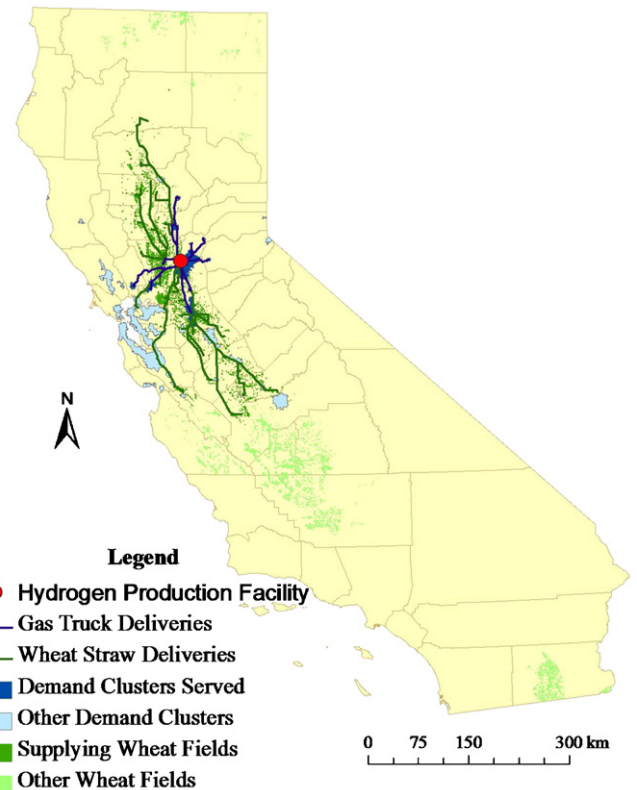 N
Legend
Hydrogen Production Facility
Gas Truck Deliveries
Wheat Straw Deliveries
Demand Clusters Served
Other Demand Clusters
Supplying Wheat Fields
Other Wheat Fields
0 75 150 300 km